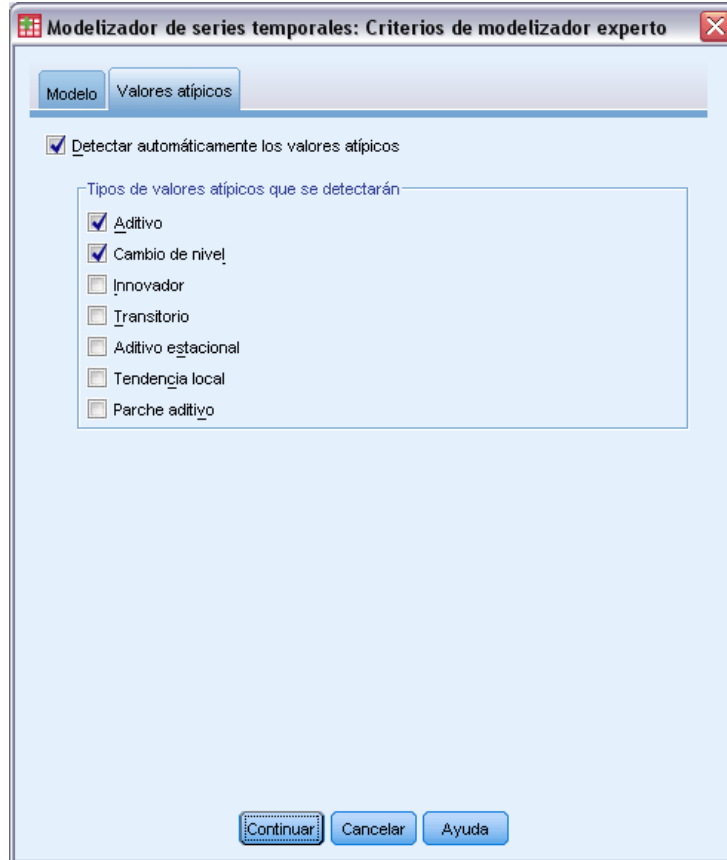 Modelizador de series temporales: Criterios de modelizador experto
Modelo
Valores atípicos
Detectar automáticamente los valores atípicos
Tipos de valores atípicos que se detectarán
Aditivo
Cambio de nivel
Innovador
Transitorio
Aditivo estacional
Tendencia local
Parche aditivo
Continuar
Cancelar
Ayuda